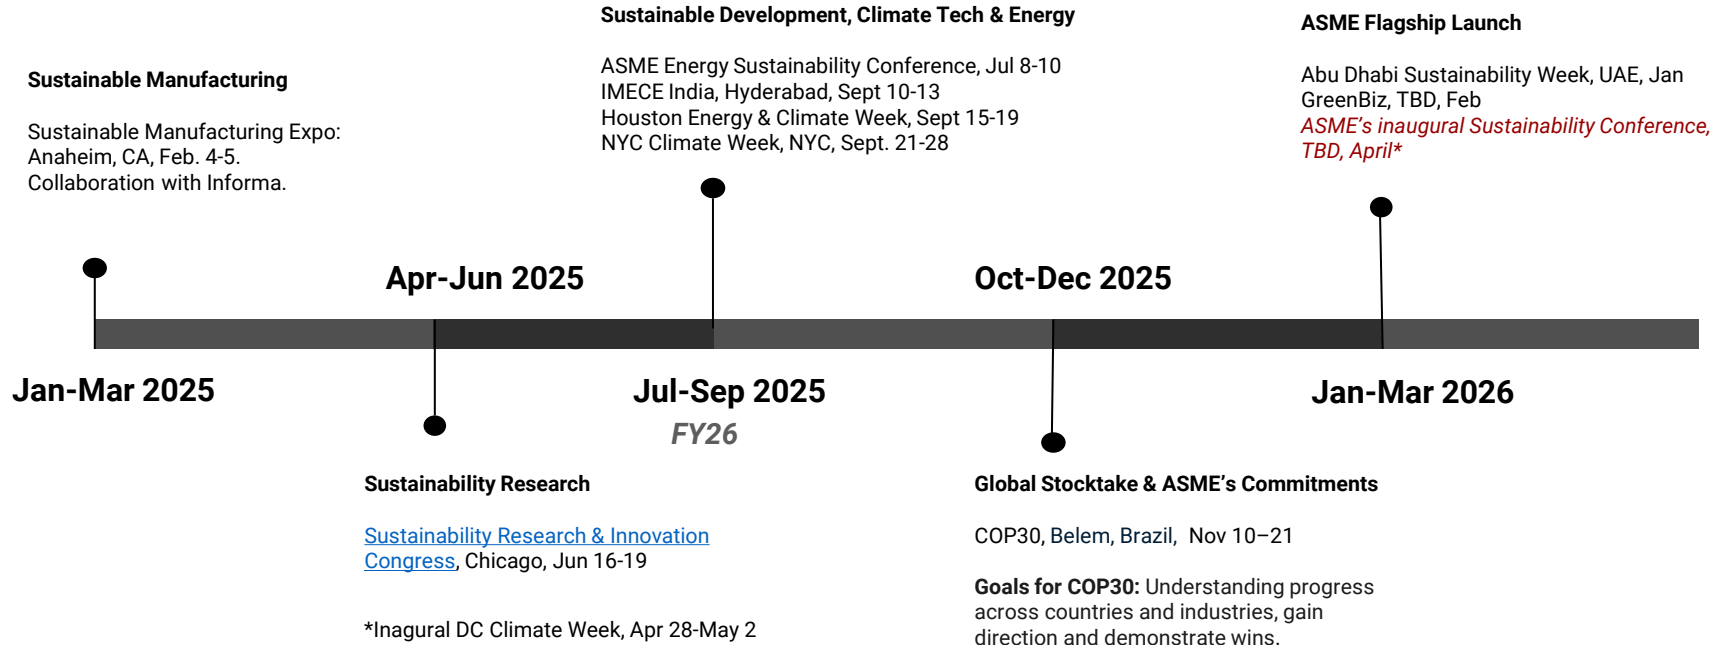 Sustainable Manufacturing
Sustainable Manufacturing Expo:
Anaheim, CA, Feb. 4-5.
Collaboration with Informa.
Sustainable Development, Climate Tech & Energy
ASME Energy Sustainability Conference, Jul 8-10
IMECE India, Hyderabad, Sept 10-13
Houston Energy & Climate Week, Sept 15-19
NYC Climate Week, NYC, Sept. 21-28
ASME Flagship Launch
Abu Dhabi Sustainability Week, UAE, Jan
GreenBiz, TBD, Feb
ASME’s inaugural Sustainability Conference,
TBD, April*
Apr-Jun 2025
Oct-Dec 2025
Jan-Mar 2025
Jul-Sep 2025
FY26
Jan-Mar 2026
Sustainability Research
Sustainability Research & Innovation
Congress, Chicago, Jun 16-19
*Inagural DC Climate Week, Apr 28-May 2
Global Stocktake & ASME’s Commitments
COP30, Belem, Brazil, Nov 10–21
Goals for COP30: Understanding progress
across countries and industries, gain
direction and demonstrate wins.